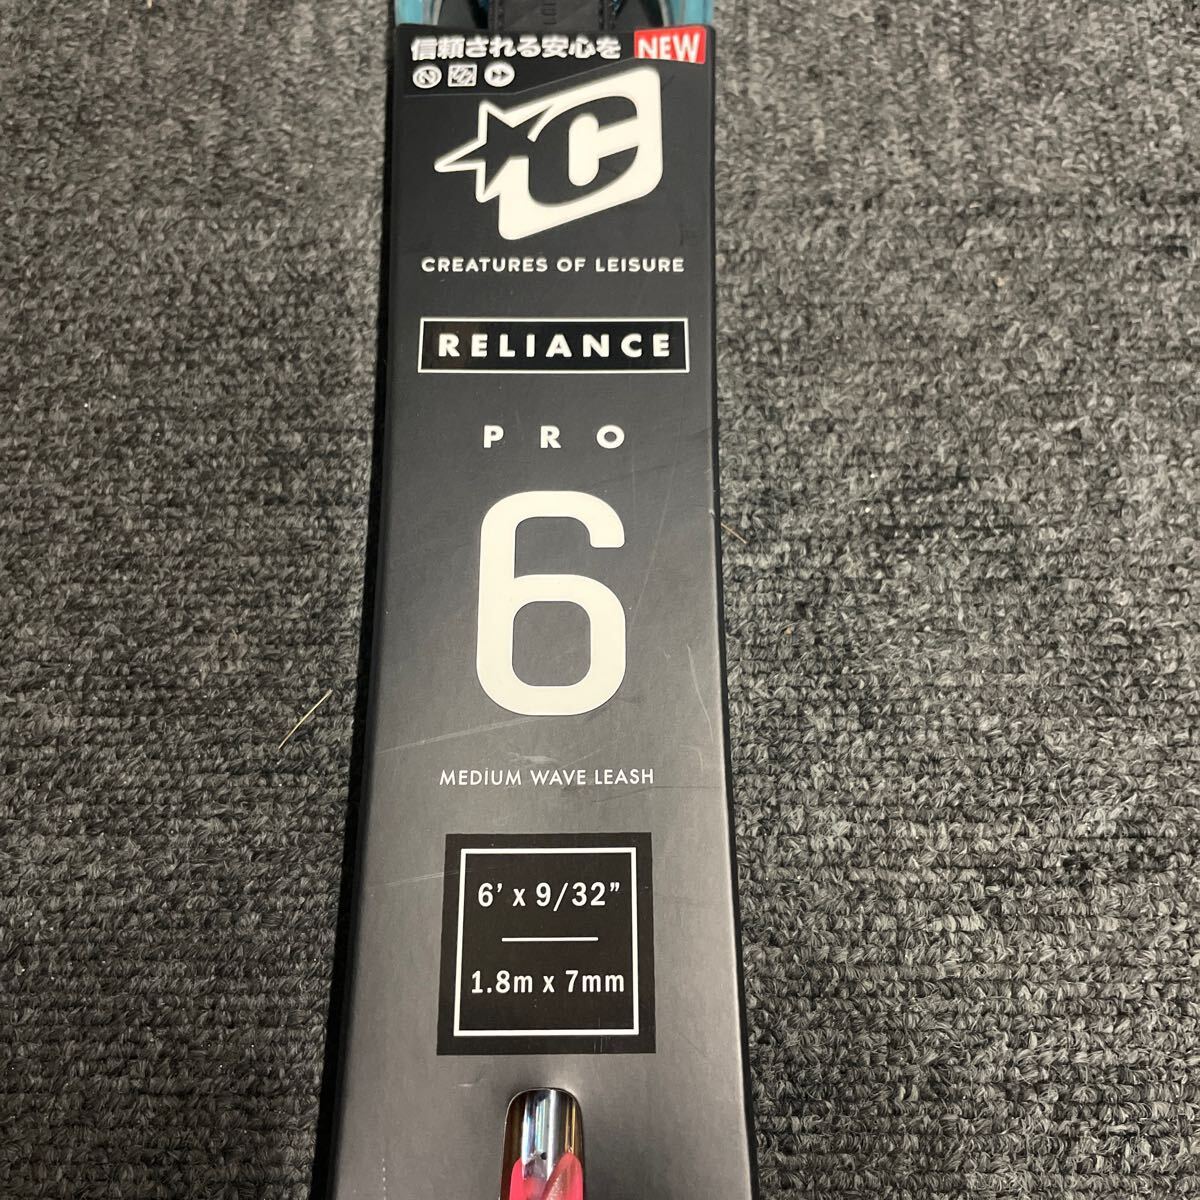 信頼される安心を NEW
C
CREATURES OF LEISURE
RELIANCE
PRO
6
MEDIUM WAVE LEASH
6' x 9/32"
1.8m x 7mm